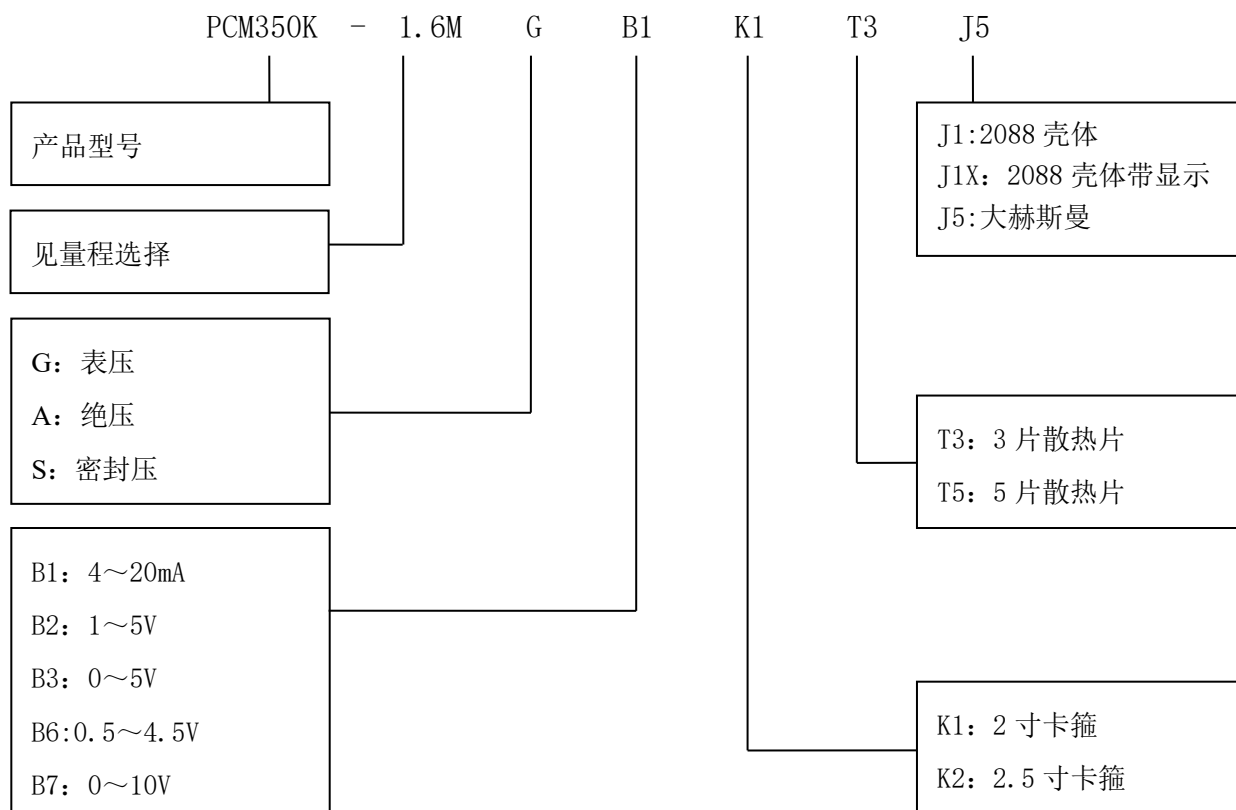 PCM350K - 1.6M G B1 K1 T3 J5
产品型号
见量程选择
G：表压
A：绝压
S：密封压
B1：4～20mA
B2：1～5V
B3：0～5V
B6:0.5～4.5V
B7：0～10V
J1:2088 壳体
J1X：2088 壳体带显示
J5:大赫斯曼
T3：3 片散热片
T5：5 片散热片
K1：2 寸卡箍
K2：2.5 寸卡箍